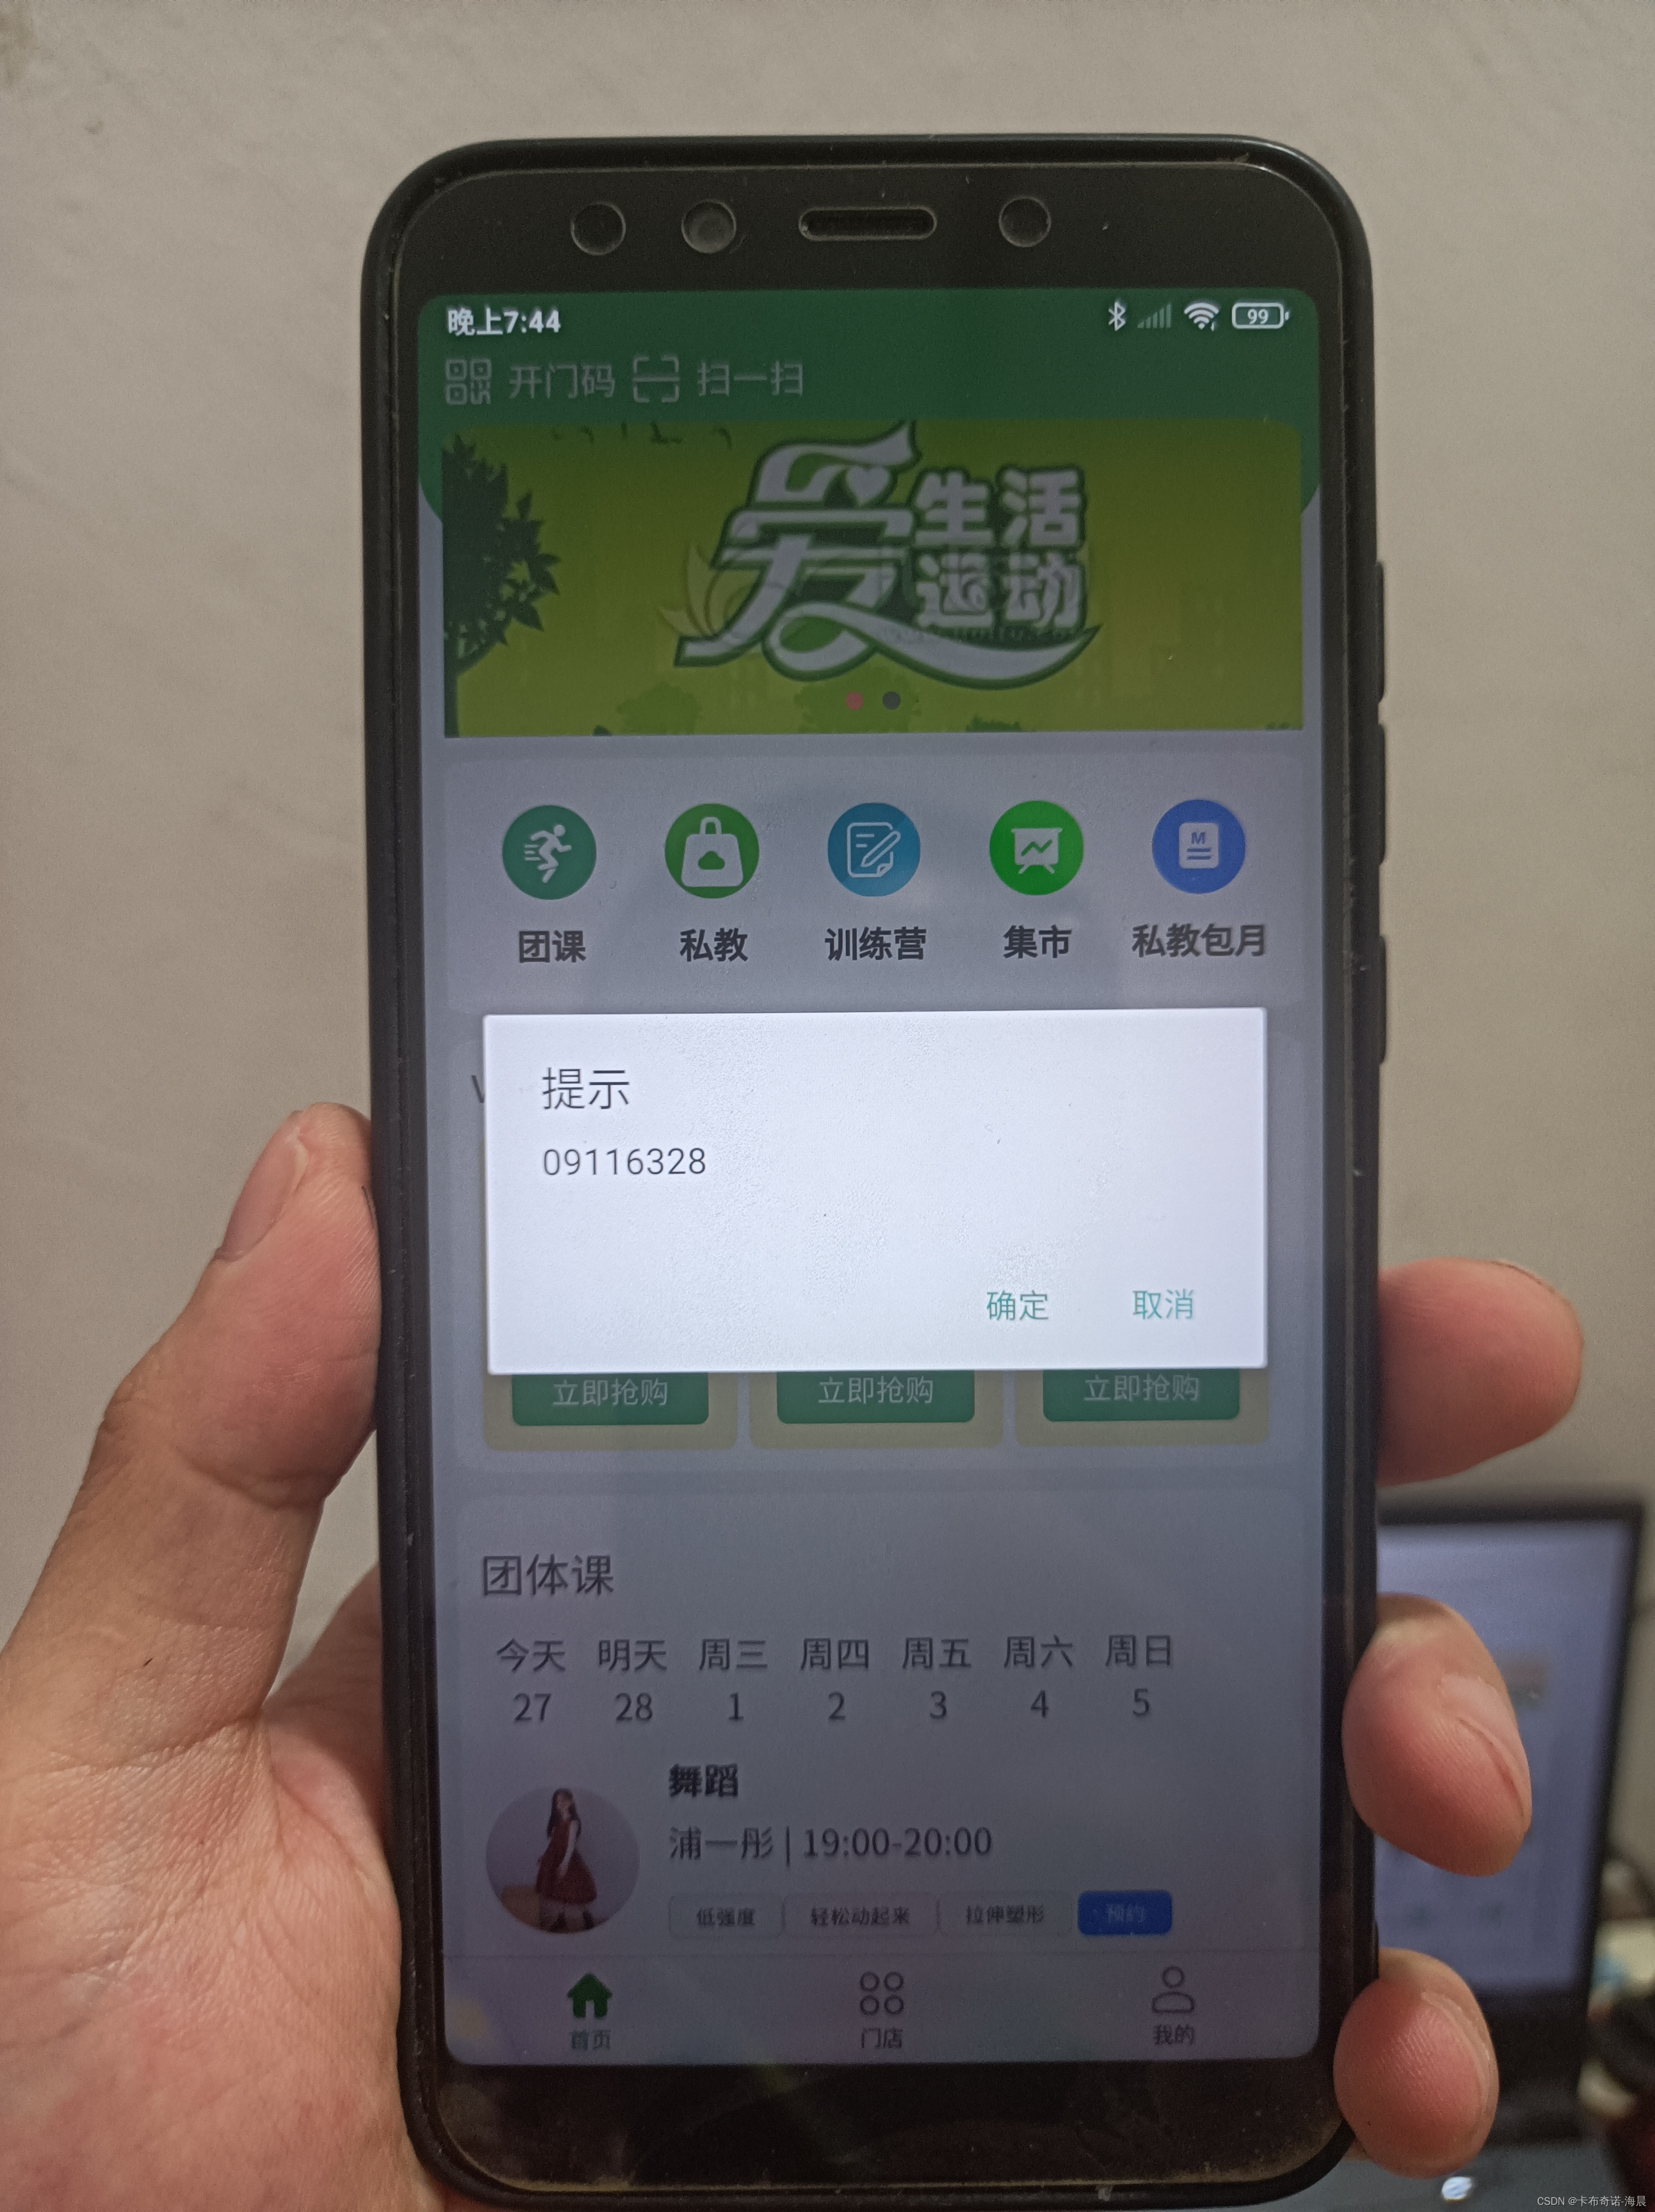 晚上7:44
99
开门码 扫一扫
爱生活
运动
团课 私教 训练营 集市 私教包月
M
提示
09116328
确定 取消
立即抢购 立即抢购 立即抢购
团体课
今天 明天 周三 周四 周五 周六 周日
27 28 1 2 3 4 5
舞蹈
浦一彤 | 19:00-20:00
低强度 轻松动起来 拉伸塑形 预约
首页 门店 我的
CSDN @卡布奇诺-海晨